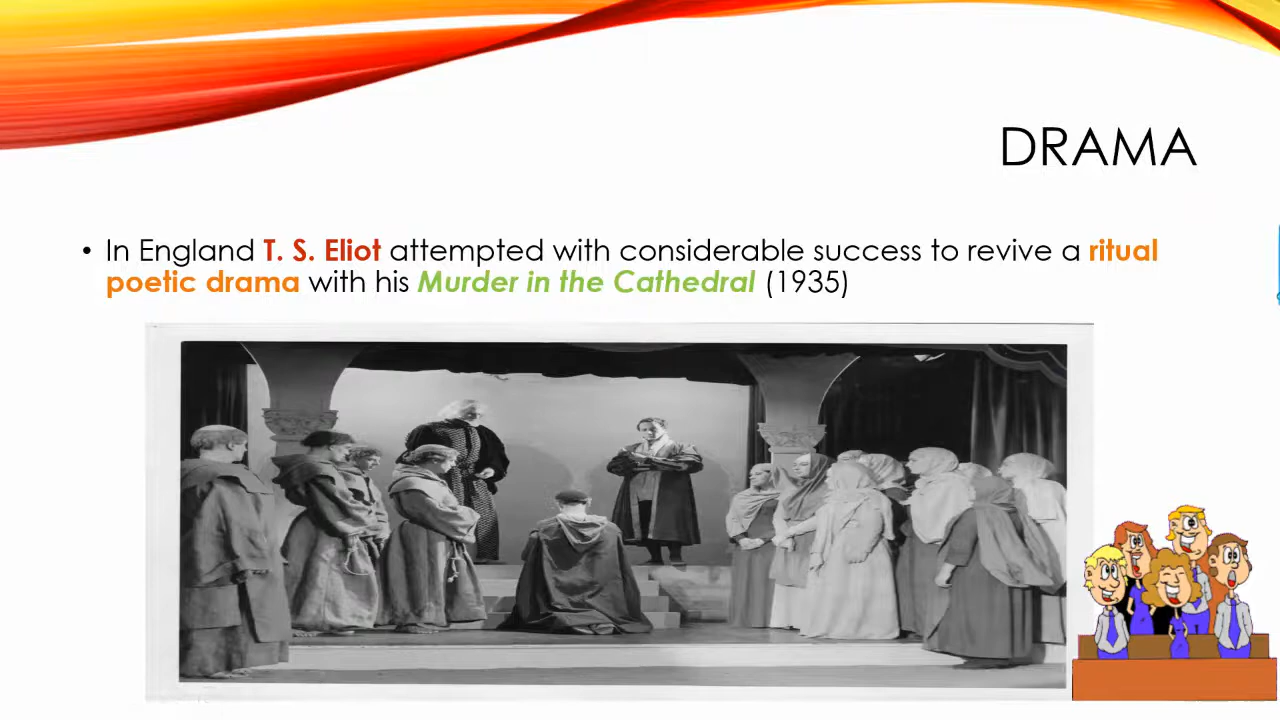 DRAMA
• In England T. S. Eliot attempted with considerable success to revive a ritual
poetic drama with his Murder in the Cathedral (1935)